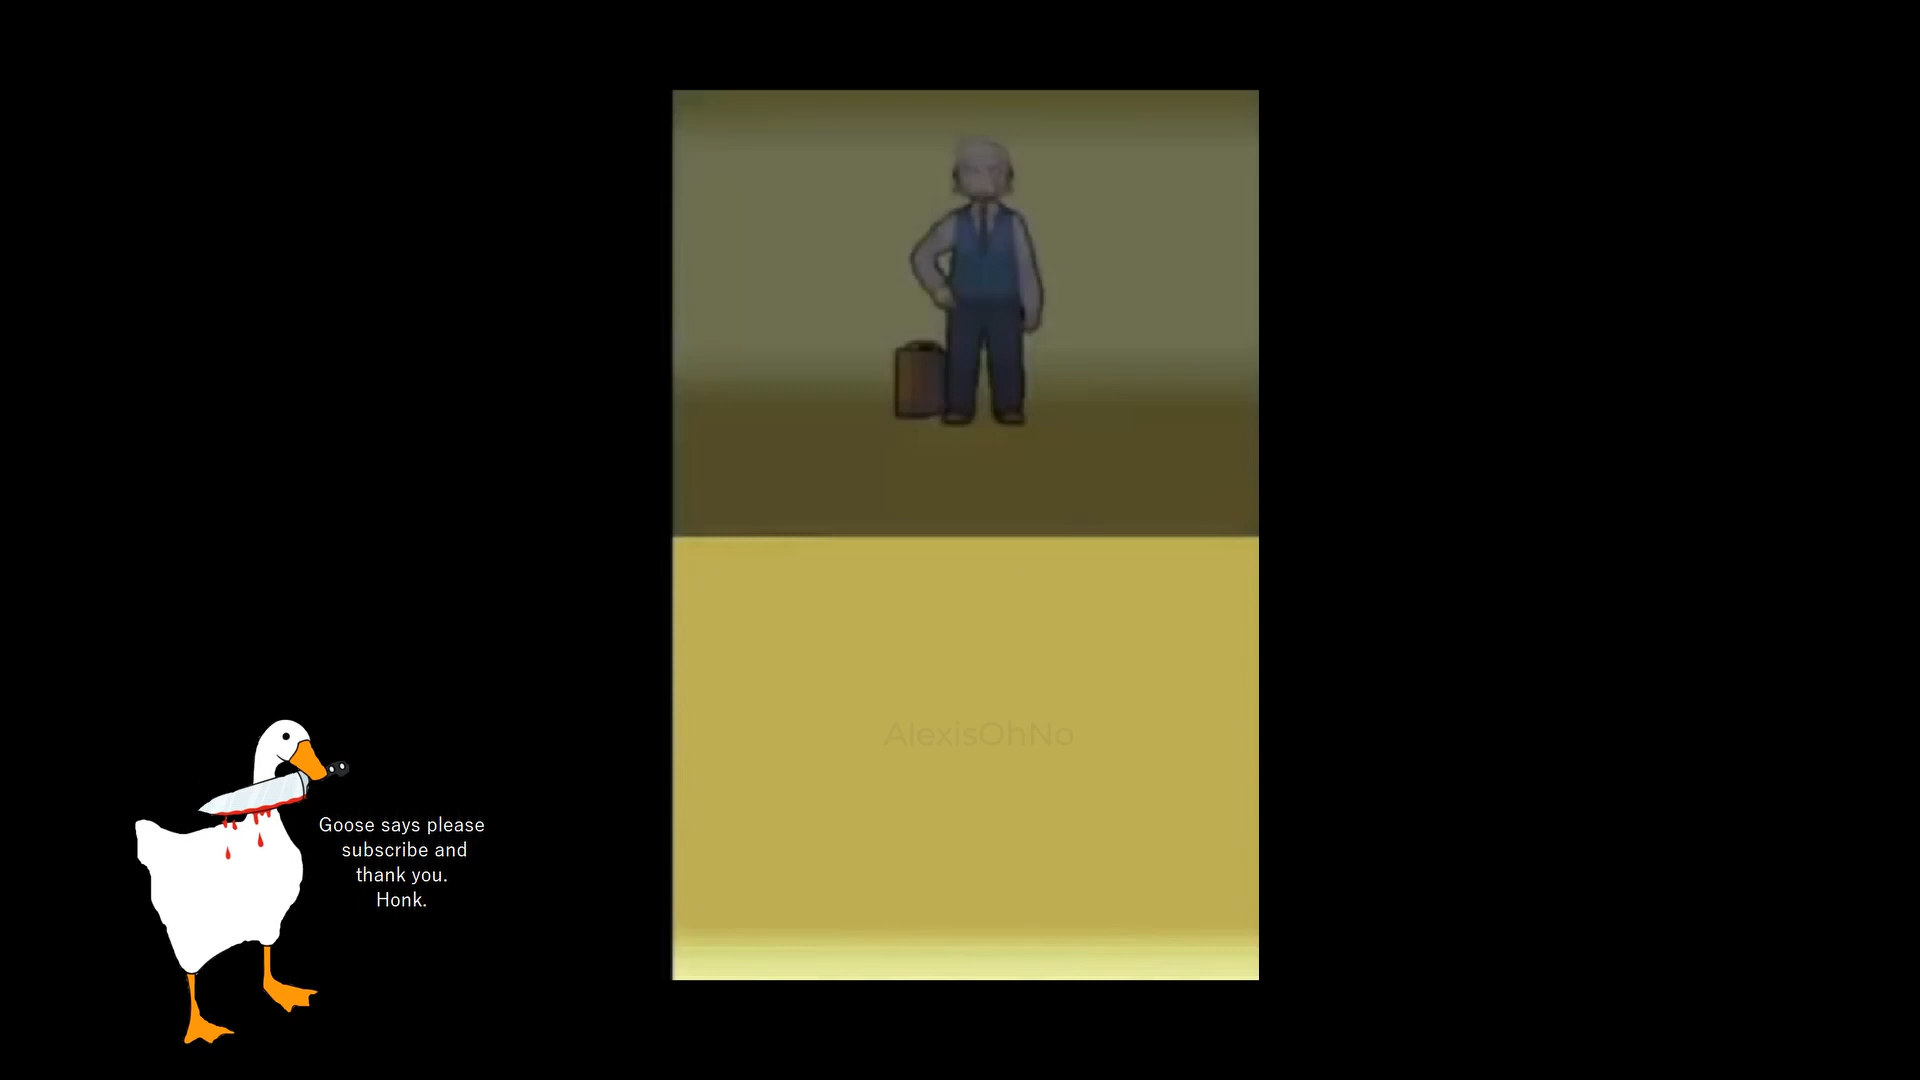 AlexisOhNo
Goose says please
subscribe and
thank you.
Honk.